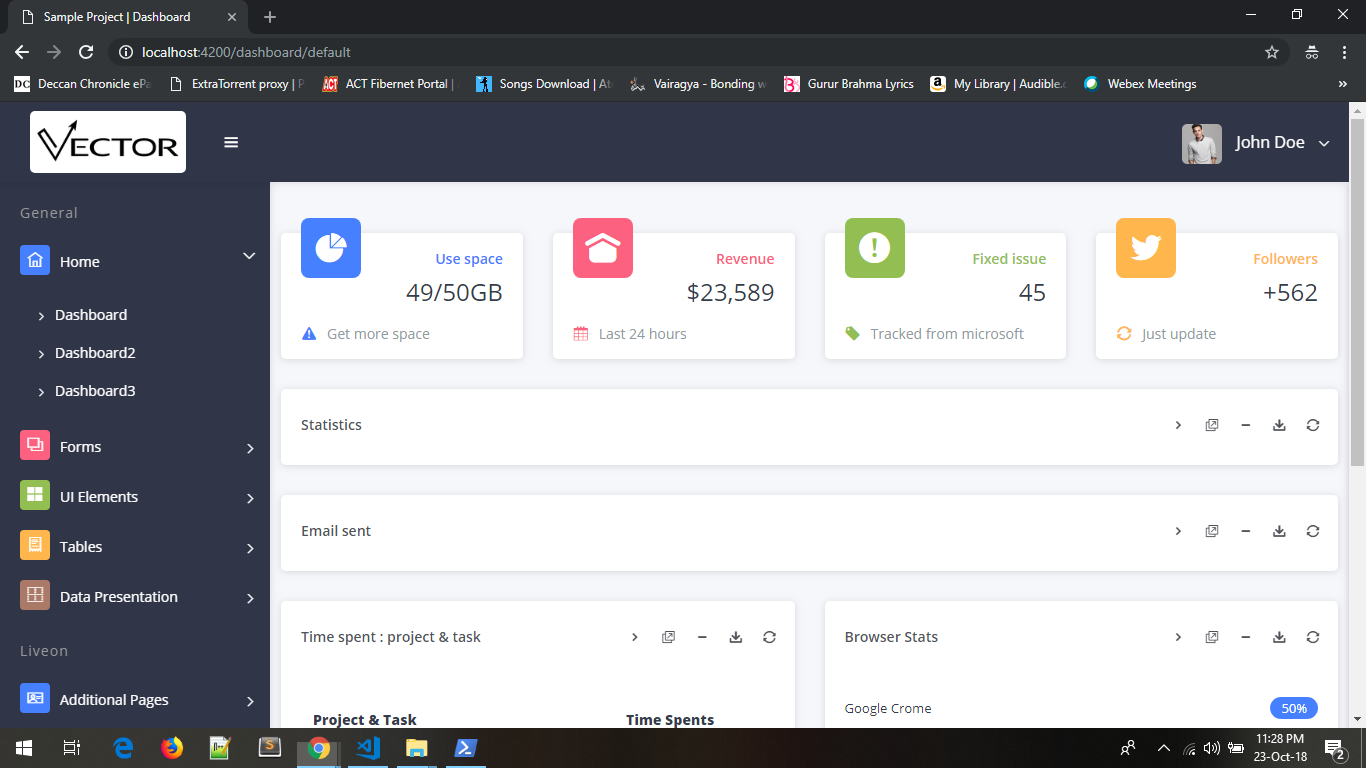 Sample Project | Dashboard
localhost:4200/dashboard/default
DC Deccan Chronicle ePa
ExtraTorrent proxy | P
ACT ACT Fibernet Portal |
Songs Download | At
Vairagya - Bonding w
Gurur Brahma Lyrics
My Library | Audible.c
Webex Meetings
VECTOR
John Doe
General
Home
Dashboard
Dashboard2
Dashboard3
Forms
UI Elements
Tables
Data Presentation
Liveon
Additional Pages
Use space
49/50GB
Get more space
Revenue
$23,589
Last 24 hours
Fixed issue
45
Tracked from microsoft
Followers
+562
Just update
Statistics
Email sent
Time spent : project & task
Project & Task Time Spents
Browser Stats
Google Crome 50%
11:28 PM
23-Oct-18
2